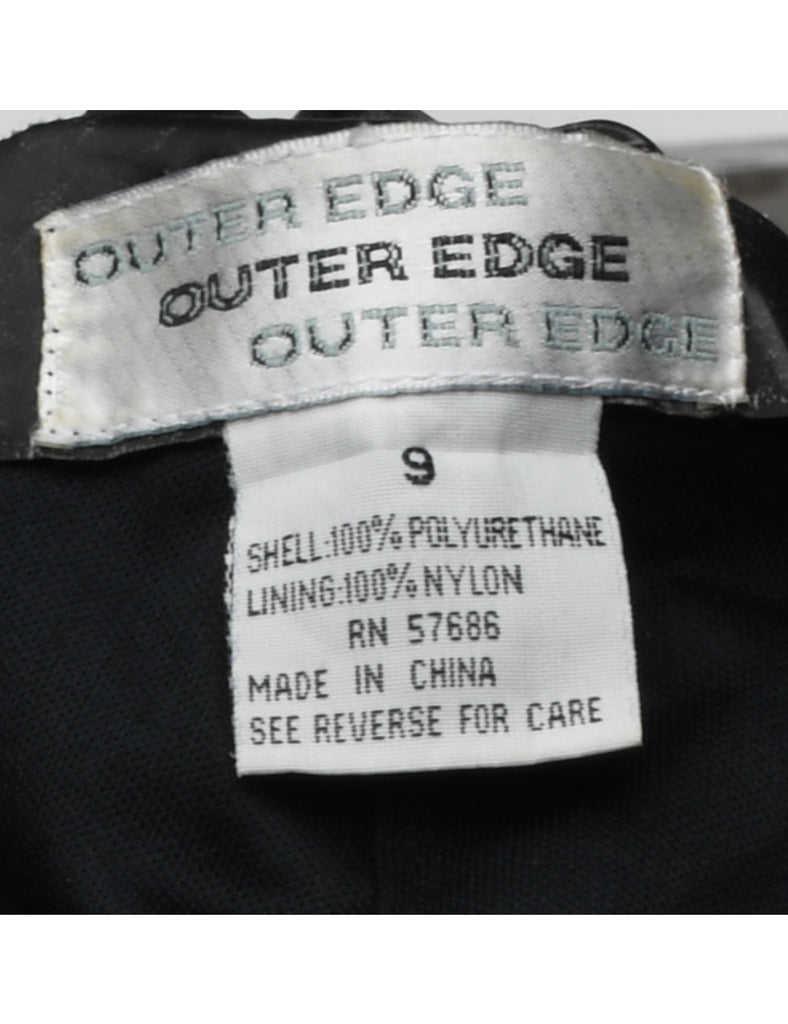 OUTER EDGE
OUTER EDGE
OUTER EDGE
9
SHELL:100% POLYURETHANE
LINING:100% NYLON
RN 57686
MADE IN CHINA
SEE REVERSE FOR CARE